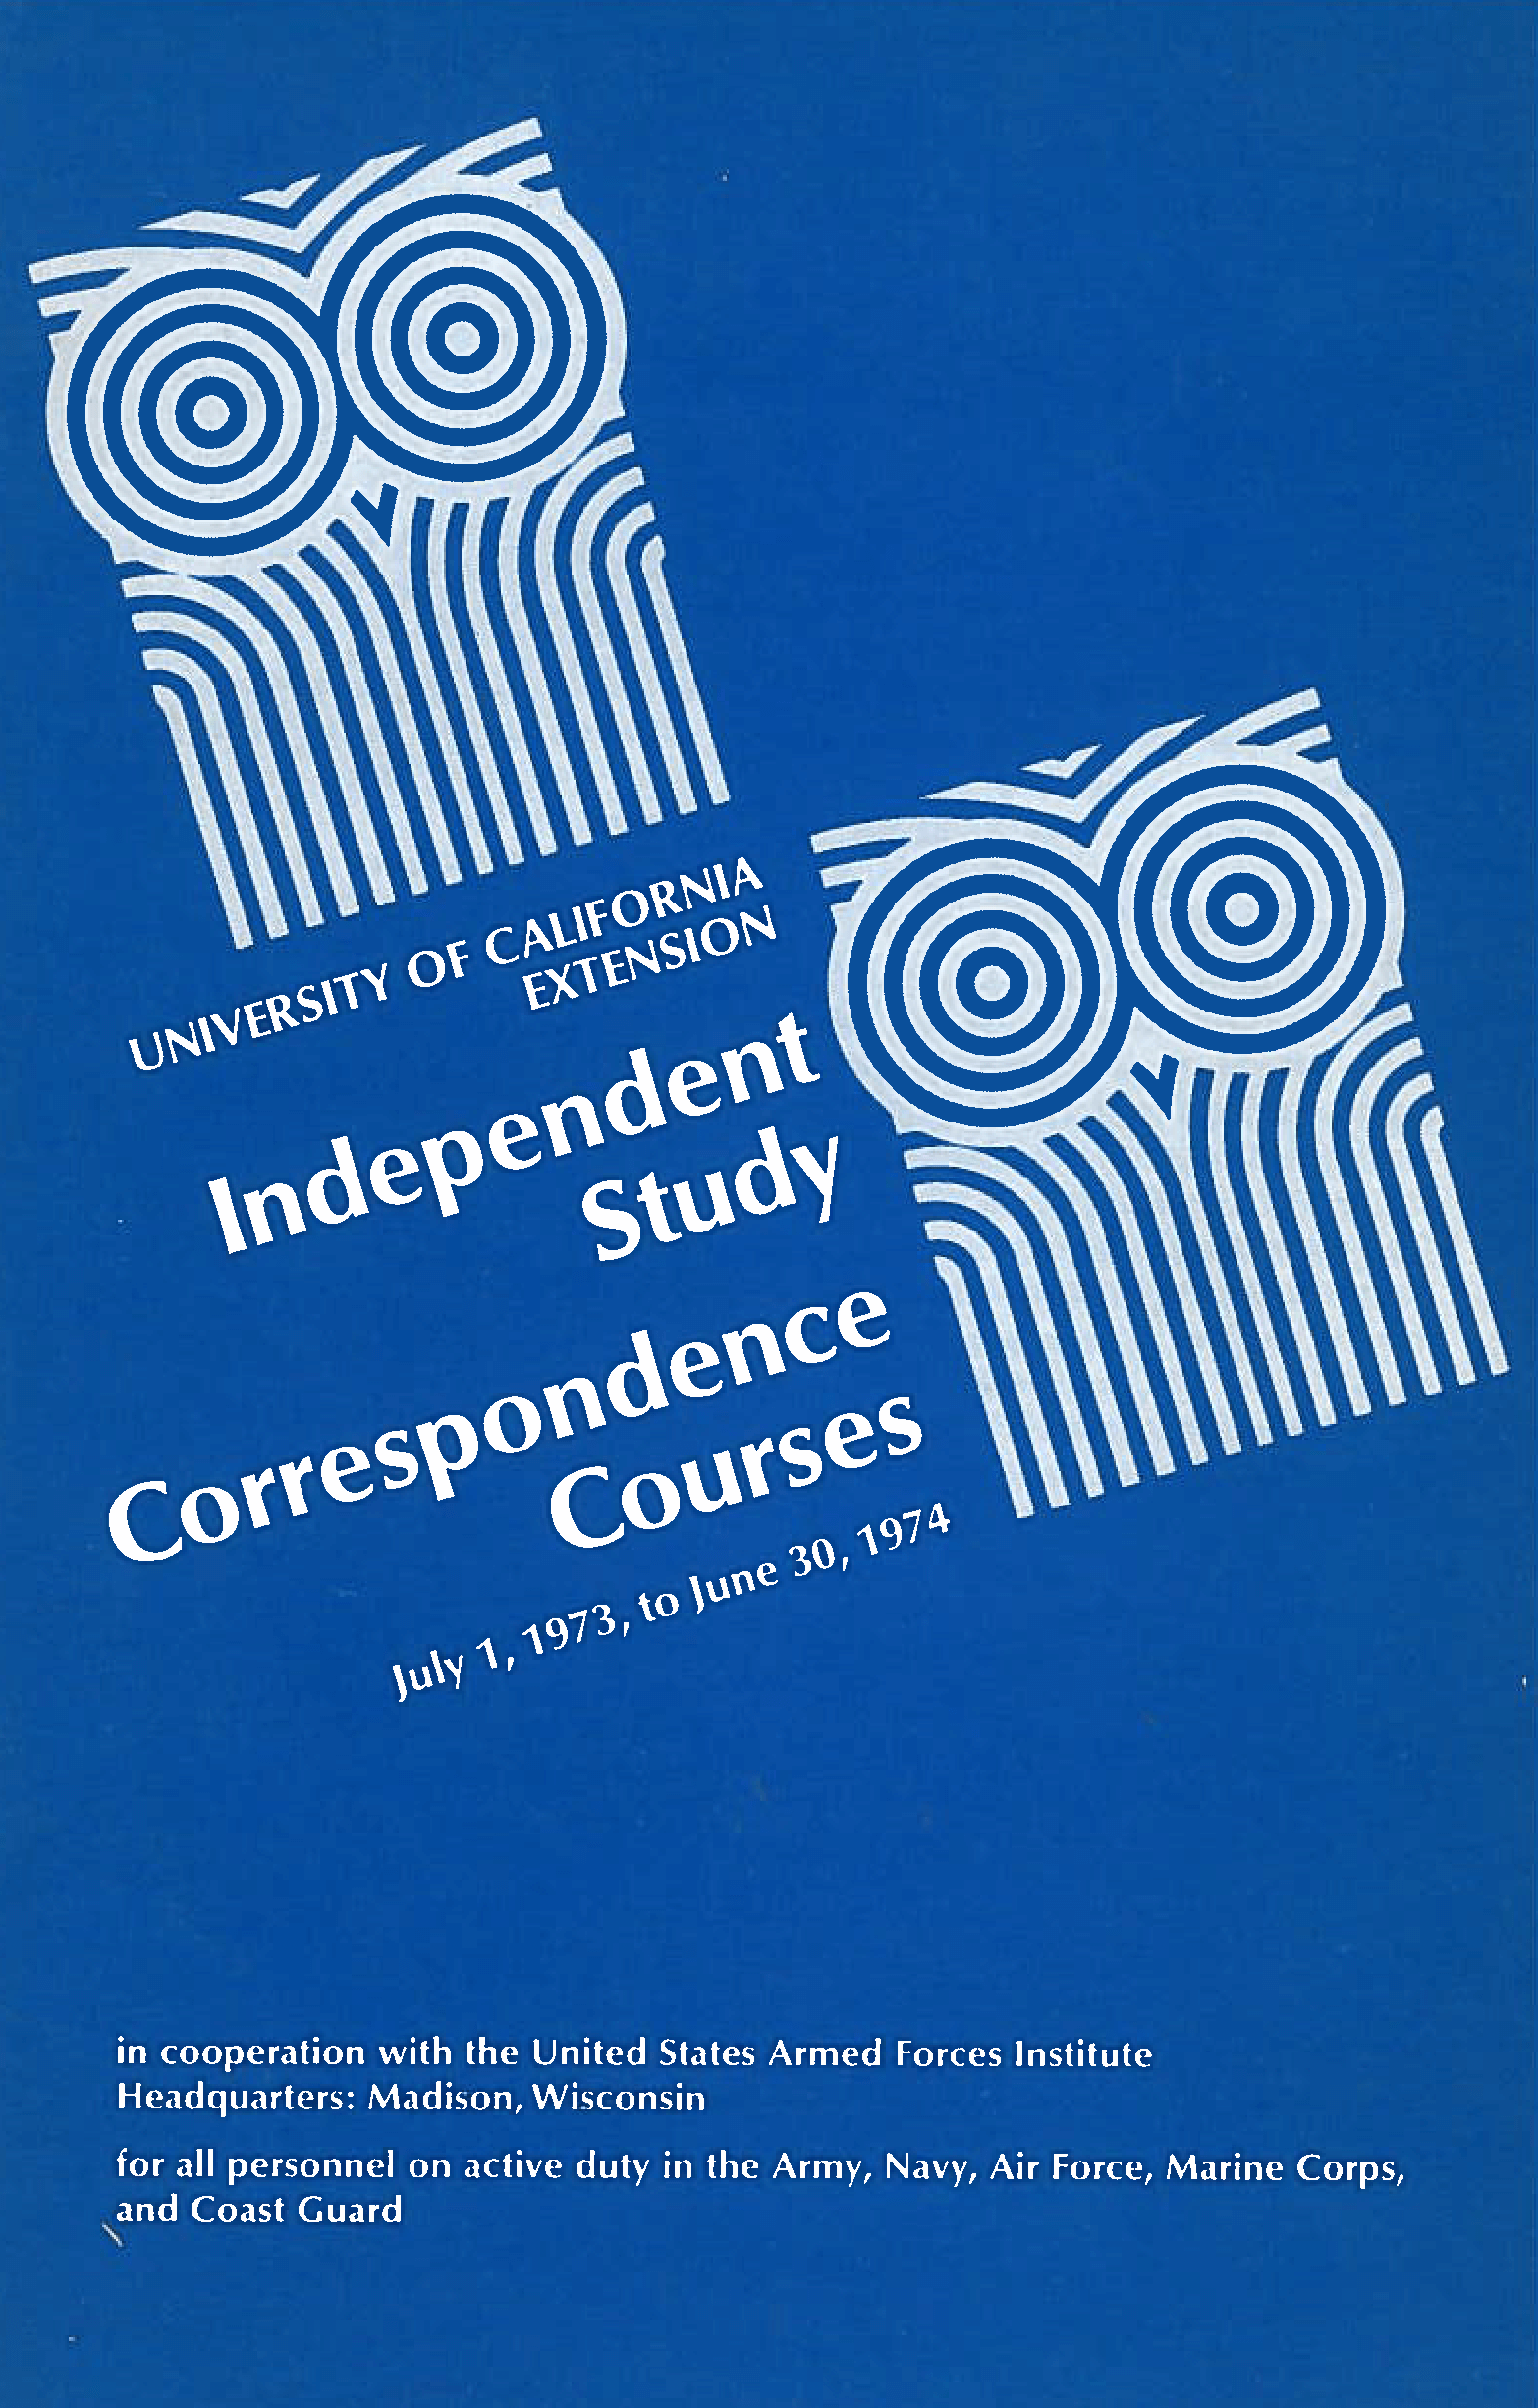 UNIVERSITY OF CALIFORNIA
EXTENSION
Independent
Study
Correspondence
Courses
July 1, 1973, to June 30, 1974
in cooperation with the United States Armed Forces Institute
Headquarters: Madison, Wisconsin
for all personnel on active duty in the Army, Navy, Air Force, Marine Corps,
and Coast Guard